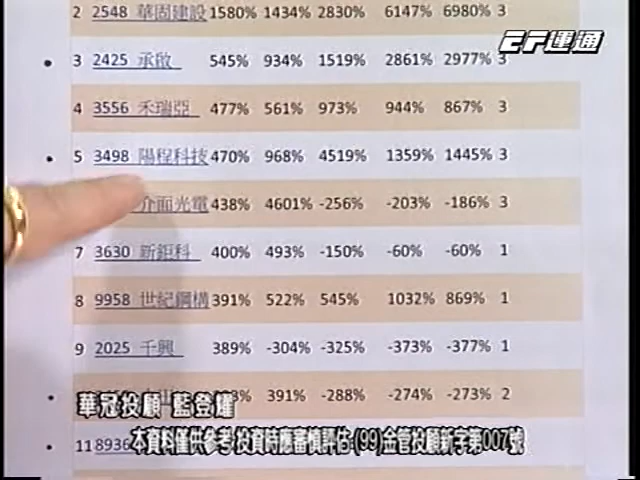 2 2548 華固建設 1580% 1434% 2830% 6147% 6980% 3
EF運通
3 2425 承啟 545% 934% 1519% 2861% 2977% 3
4 3556 禾瑞亞 477% 561% 973% 944% 867% 3
5 3498 陽程科技 470% 968% 4519% 1359% 1445% 3
介面光電 438% 4601% -256% -203% -186% 3
7 3630 新鉅科 400% 493% -150% -60% -60% 1
8 9958 世紀鋼構 391% 522% 545% 1032% 869% 1
9 2025 千興 389% -304% -325% -373% -377% 1
391% -288% -274% -273% 2
華冠投顧 藍登耀
11 8936
本資料僅供參考,投資時應審慎評估.(99)金管投顧新字第007號